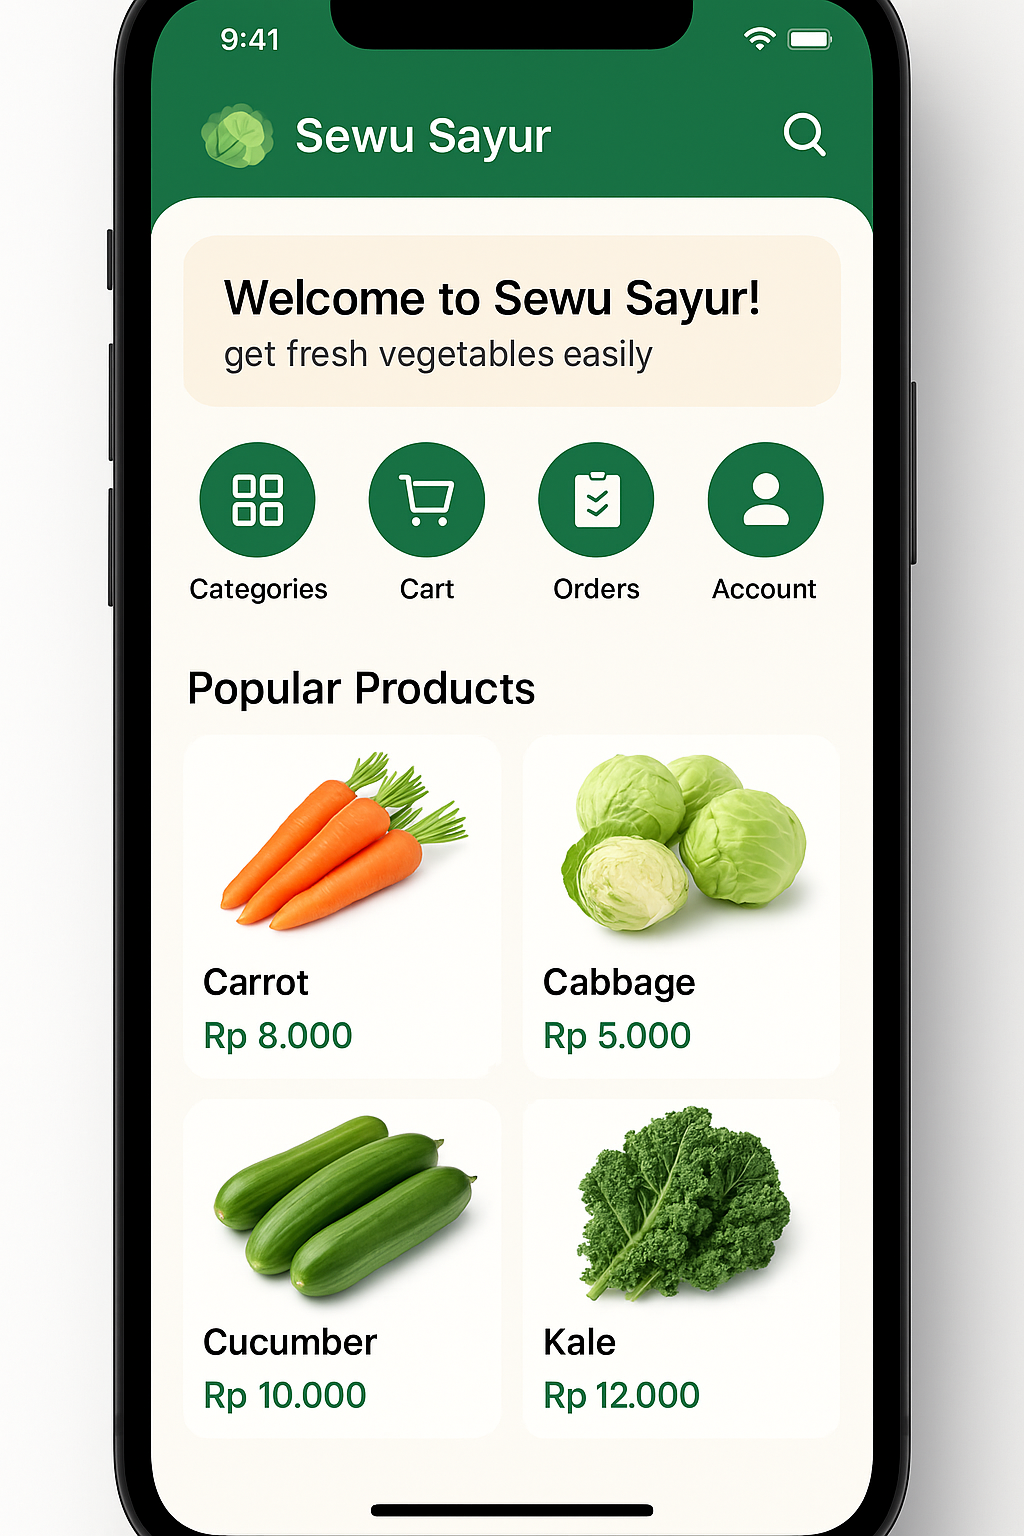 9:41
Sewu Sayur
Welcome to Sewu Sayur!
get fresh vegetables easily
Categories Cart Orders Account
Popular Products
Carrot Cabbage
Rp 8.000 Rp 5.000
Cucumber Kale
Rp 10.000 Rp 12.000